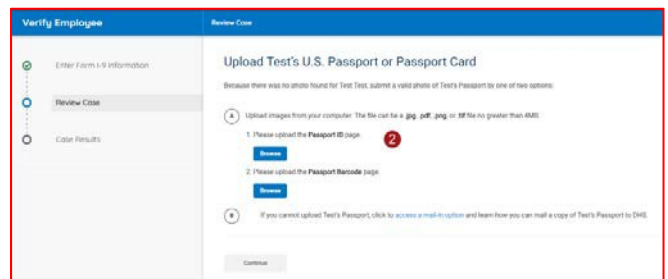 Verify Employee
Review Case
Enter Form I-9 Information
Review Case
Case Results
Upload Test's U.S. Passport or Passport Card
Because there was no photo found for Test Test, submit a valid photo of Test's Passport by one of two options:
A Upload images from your computer. The file can be a .jpg, .pdf, .png, or .tif file no greater than 4MB.
1. Please upload the Passport ID page.
2
Browse
2. Please upload the Passport Barcode page.
Browse
B If you cannot upload Test's Passport, click to access a mail-in option and learn how you can mail a copy of Test's Passport to DHS.
Continue